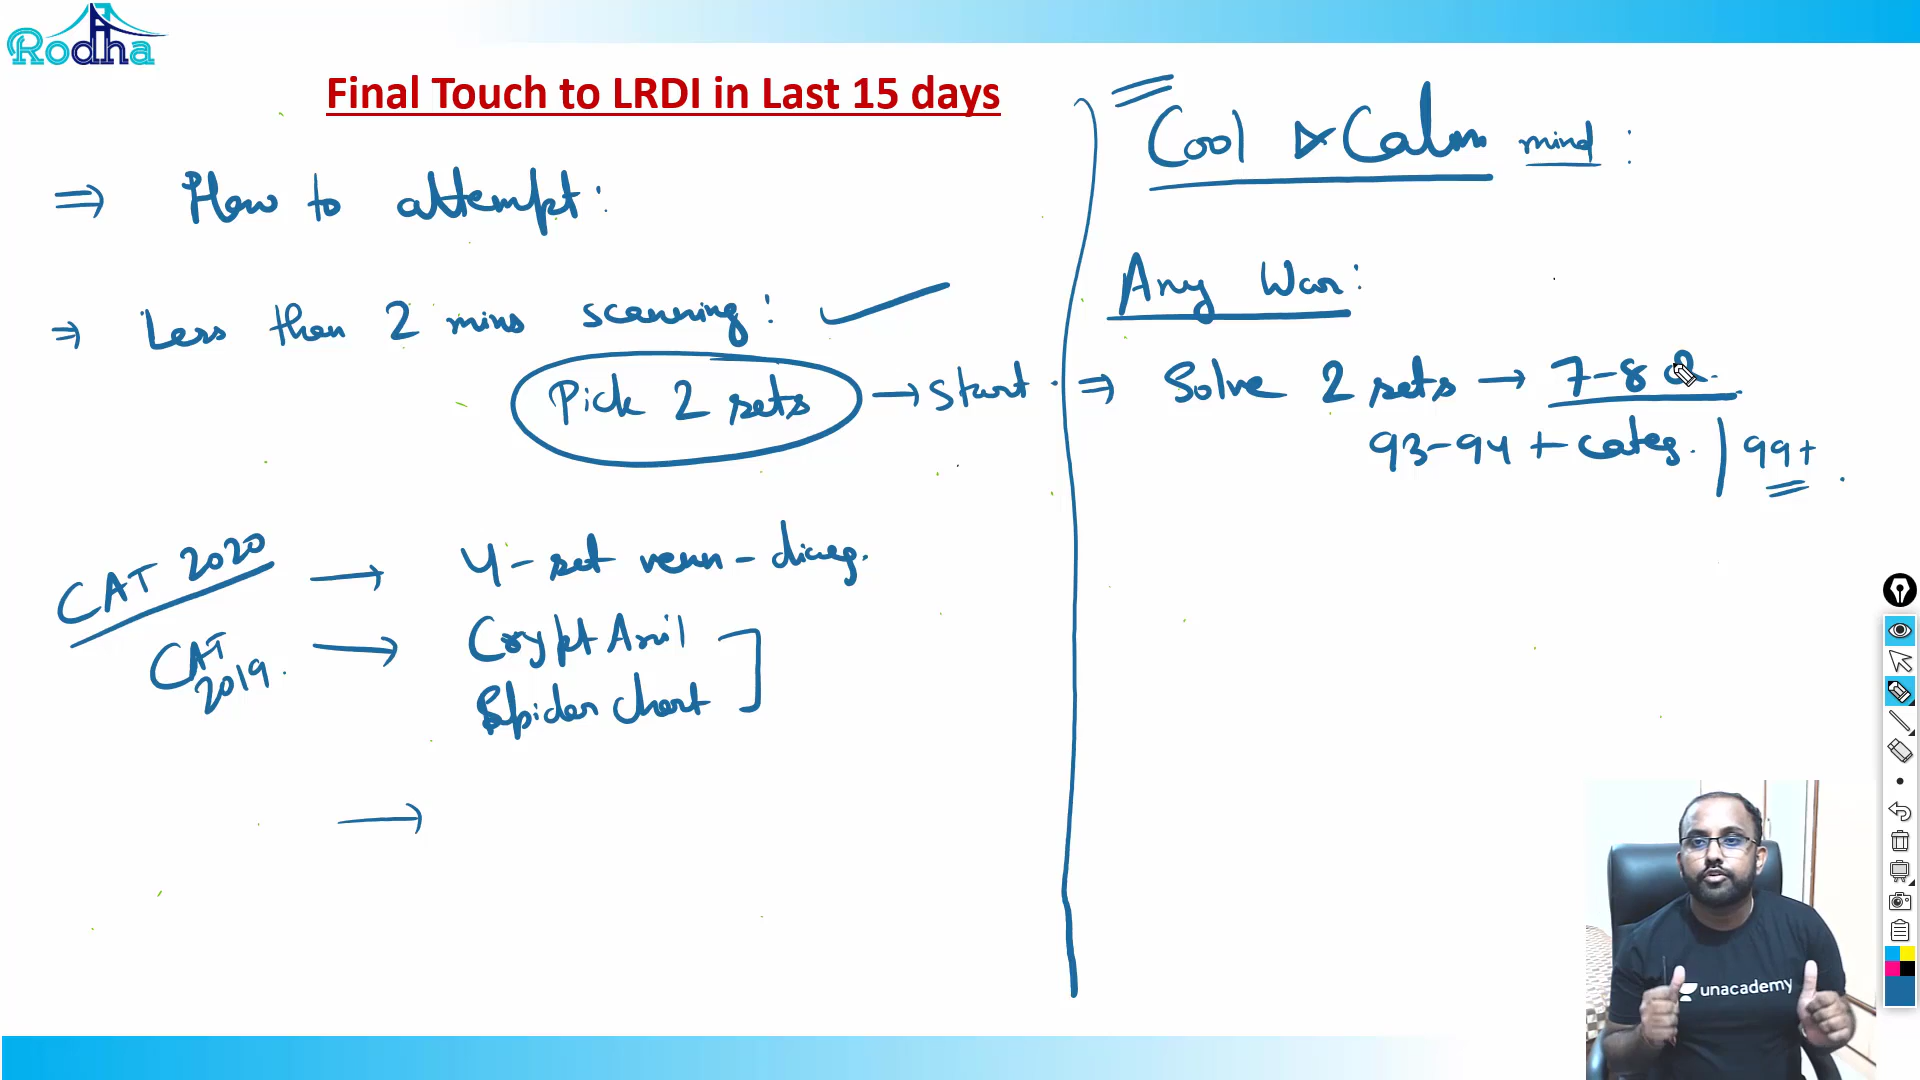 Rodha
Final Touch to LRDI in Last 15 days
⇒ How to attempt:
⇒ Less than 2 mins scanning: ✓
Pick 2 sets → start.
CAT 2020 → 4-set venn-diag.
CAT 2019. → Crypt Aril
Spider chart
→
Cool & Calm mind:
Any War:
⇒ Solve 2 sets → 7-8 Q.
93-94 + categ. | 99+.
unacademy